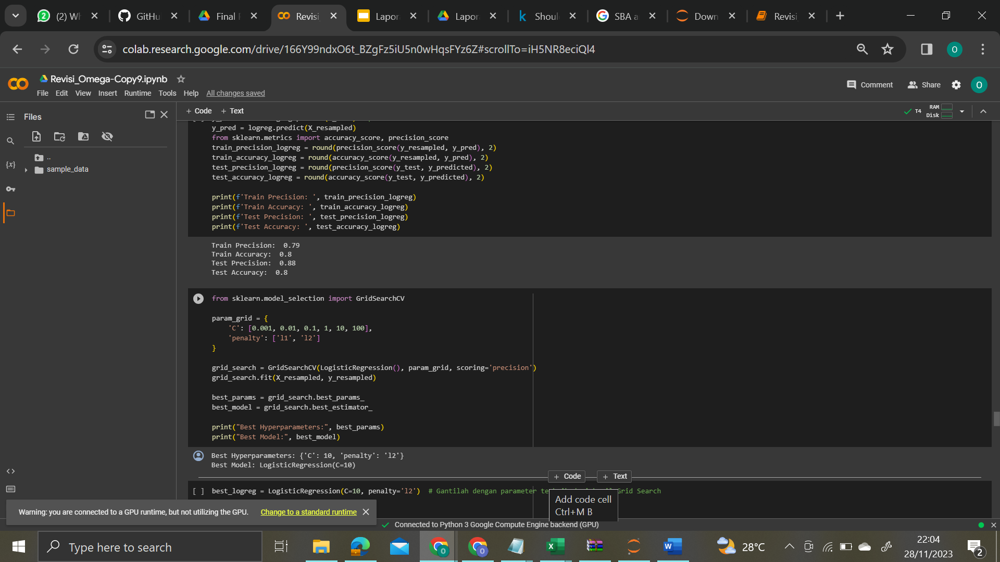 (2) Wh
GitHu
Final
Revisi
Lapor
Lapor
Shoul
SBA a
Down
Revisi
colab.research.google.com/drive/166Y99ndxO6t_BZgFz5iU5n0wHqsFYz6Z#scrollTo=iH5NR8eciQl4
O
Revisi_Omega-Copy9.ipynb
Comment
Share
O
File Edit View Insert Runtime Tools Help All changes saved
Files
+ Code + Text
T4
RAM
Disk
..
sample_data
{x}
y_pred = logreg.predict(X_resampled)
from sklearn.metrics import accuracy_score, precision_score
train_precision_logreg = round(precision_score(y_resampled, y_pred), 2)
train_accuracy_logreg = round(accuracy_score(y_resampled, y_pred), 2)
test_precision_logreg = round(precision_score(y_test, y_predicted), 2)
test_accuracy_logreg = round(accuracy_score(y_test, y_predicted), 2)
print(f'Train Precision: ', train_precision_logreg)
print(f'Train Accuracy: ', train_accuracy_logreg)
print(f'Test Precision: ', test_precision_logreg)
print(f'Test Accuracy: ', test_accuracy_logreg)
Train Precision:  0.79
Train Accuracy:  0.8
Test Precision:  0.88
Test Accuracy:  0.8
from sklearn.model_selection import GridSearchCV
param_grid = {
'C': [0.001, 0.01, 0.1, 1, 10, 100],
'penalty': ['l1', 'l2']
}
grid_search = GridSearchCV(LogisticRegression(), param_grid, scoring='precision')
grid_search.fit(X_resampled, y_resampled)
best_params = grid_search.best_params_
best_model = grid_search.best_estimator_
print("Best Hyperparameters:", best_params)
print("Best Model:", best_model)
Best Hyperparameters: {'C': 10, 'penalty': 'l2'}
Best Model: LogisticRegression(C=10)
+ Code + Text
[ ] best_logreg = LogisticRegression(C=10, penalty='l2')  # Gantilah dengan parameter Grid Search
Add code cell
Ctrl+M B
Warning: you are connected to a GPU runtime, but not utilizing the GPU. Change to a standard runtime
Connected to Python 3 Google Compute Engine backend (GPU)
Type here to search
28°C
22:04
28/11/2023
2